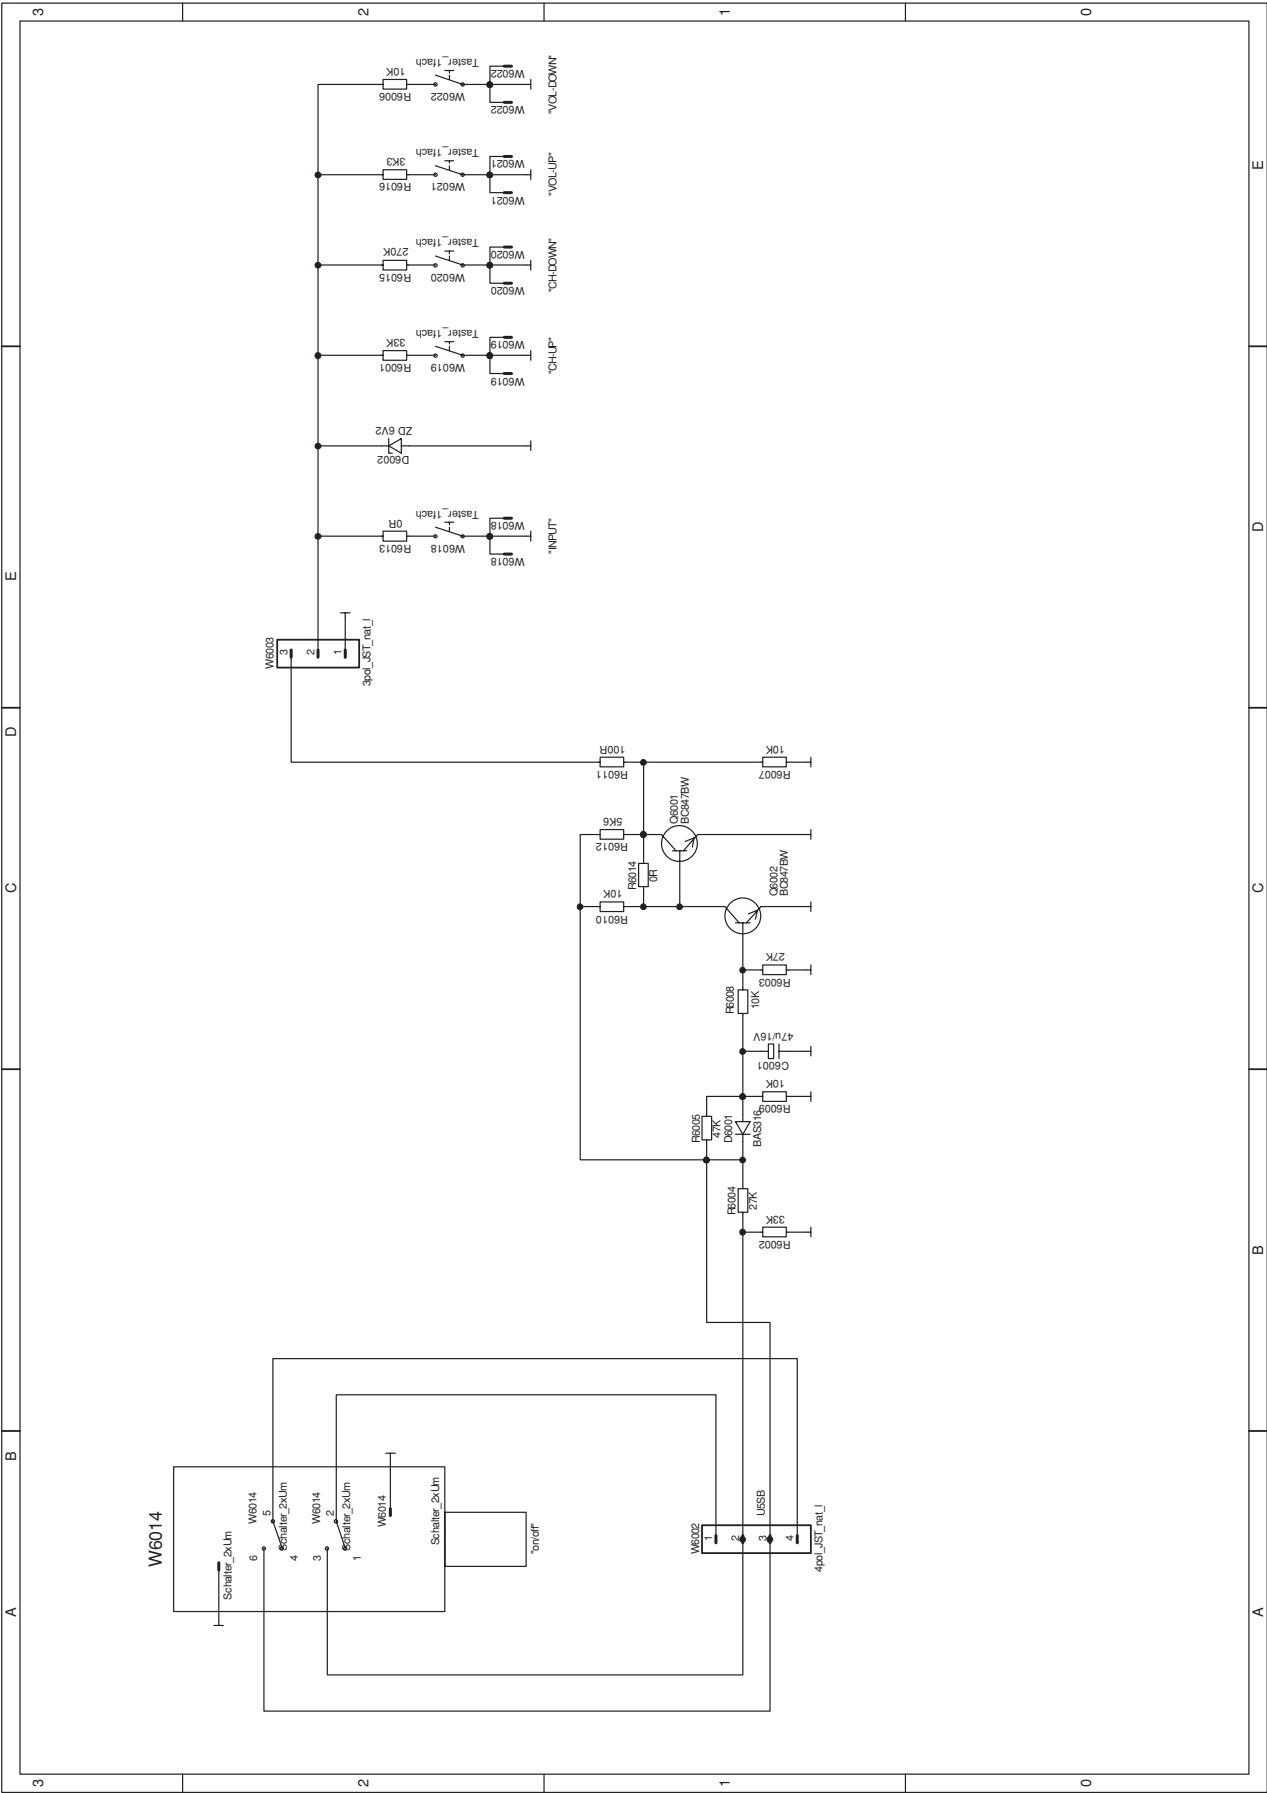 3
2
1
0
E
D
C
B
A
E
D
C
B
A
3
2
1
0
W6014
Schalter_2xUm
6
W6014
5
Schalter_2xUm
4
3
W6014
2
Schalter_2xUm
1
W6014
Schalter_2xUm
"on/off"
W6002
1
2
3
4
U5SB
4pol_JST_nat_l
R6002
33K
R6004
27K
R6005
47K
D6001
BAS316
R6009
10K
C6001
47u/16V
R6008
10K
R6003
27K
Q6002
BC847BW
R6010
10K
R6014
0R
R6012
5K6
Q6001
BC847BW
R6011
100R
R6007
10K
W6003
3
2
1
3pol_JST_nat_l
R6013
0R
W6018
Taster_1fach
W6018
W6018
"INPUT"
D6002
ZD 6V2
R6001
33K
W6019
Taster_1fach
W6019
W6019
"CH-UP"
R6015
270K
W6020
Taster_1fach
W6020
W6020
"CH-DOWN"
R6016
3K3
W6021
Taster_1fach
W6021
W6021
"VOL-UP"
R6006
10K
W6022
Taster_1fach
W6022
W6022
"VOL-DOWN"